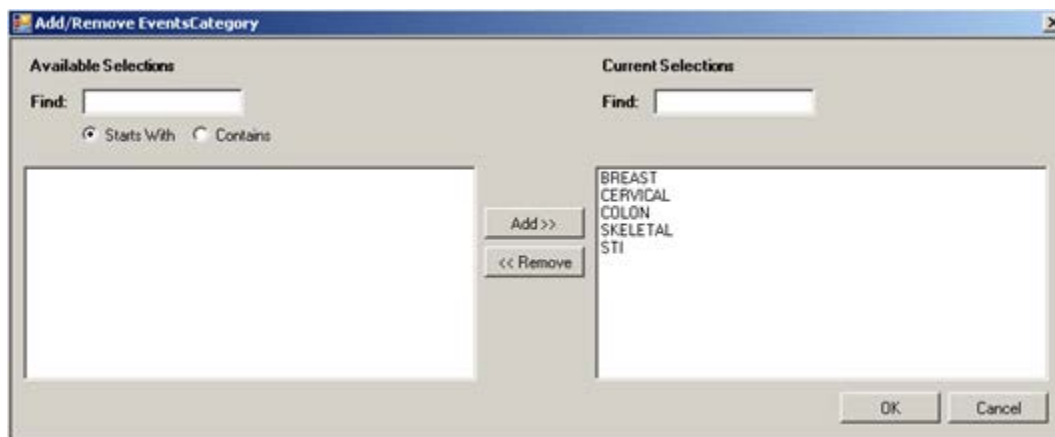 Add/Remove EventsCategory
Available Selections
Current Selections
Find:
Find:
Starts With
Contains
BREAST
CERVICAL
COLON
SKELETAL
STI
Add >>
<< Remove
OK
Cancel